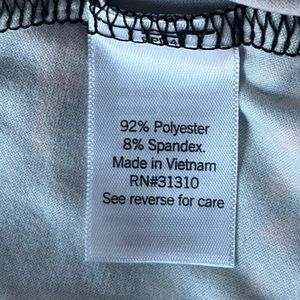 92% Polyester
8% Spandex.
Made in Vietnam
RN#31310
See reverse for care